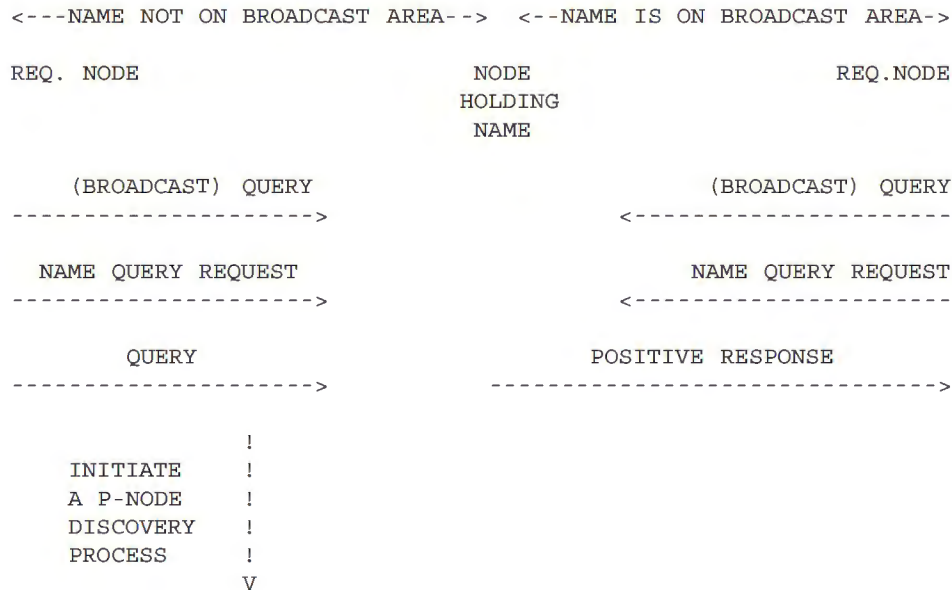 <---NAME NOT ON BROADCAST AREA--> <--NAME IS ON BROADCAST AREA->
REQ. NODE NODE REQ.NODE
HOLDING
NAME
(BROADCAST) QUERY (BROADCAST) QUERY
---------------------> <----------------------
NAME QUERY REQUEST NAME QUERY REQUEST
---------------------> <----------------------
QUERY POSITIVE RESPONSE
---------------------> ------------------------------->
!
INITIATE !
A P-NODE !
DISCOVERY !
PROCESS !
V